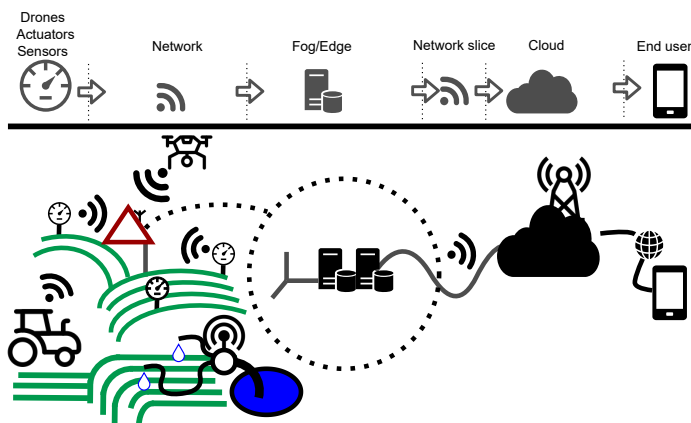 Drones
Actuators
Sensors
Network
Fog/Edge
Network slice
Cloud
End user